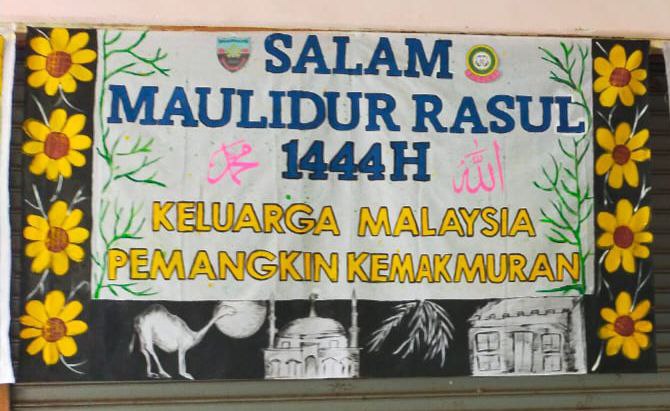 SALAM
MAULIDUR RASUL
1444H
محمد
الله
KELUARGA MALAYSIA
PEMANGKIN KEMAKMURAN